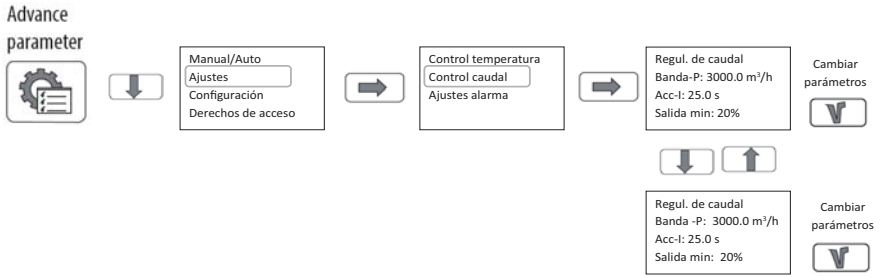 Advance
parameter
Manual/Auto
Ajustes
Configuración
Derechos de acceso
Control temperatura
Control caudal
Ajustes alarma
Regul. de caudal
Banda-P: 3000.0 m³/h
Acc-I: 25.0 s
Salida min: 20%
Cambiar
parámetros
Regul. de caudal
Banda -P: 3000.0 m³/h
Acc-I: 25.0 s
Salida min: 20%
Cambiar
parámetros